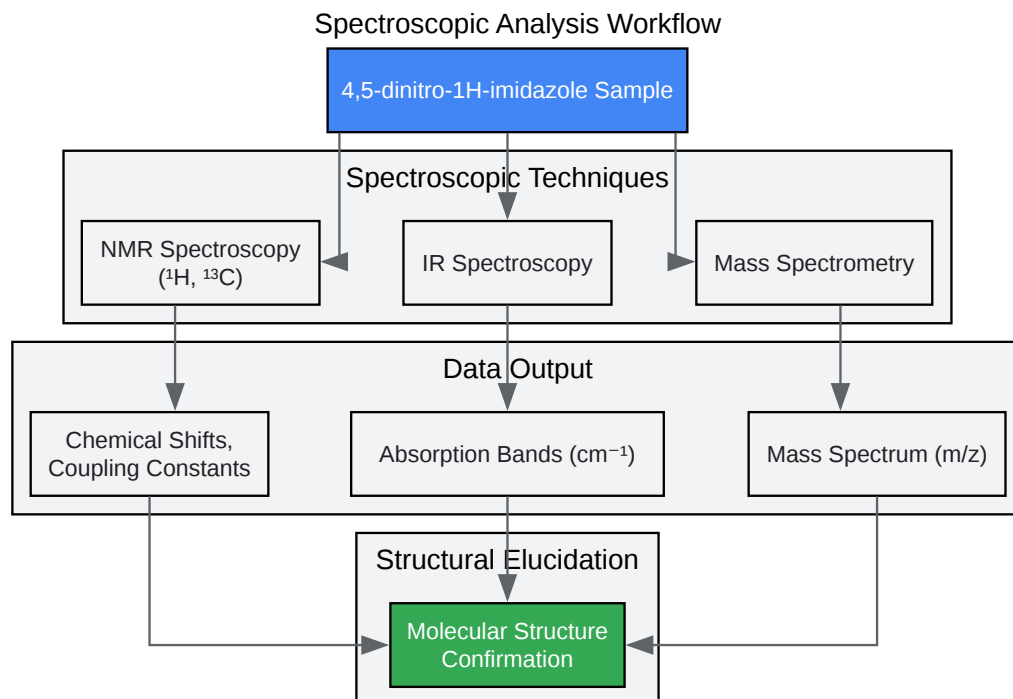 Spectroscopic Analysis Workflow
4,5-dinitro-1H-imidazole Sample
Spectroscopic Techniques
NMR Spectroscopy
(¹H, ¹³C)
IR Spectroscopy
Mass Spectrometry
Data Output
Chemical Shifts,
Coupling Constants
Absorption Bands (cm⁻¹)
Mass Spectrum (m/z)
Structural Elucidation
Molecular Structure
Confirmation